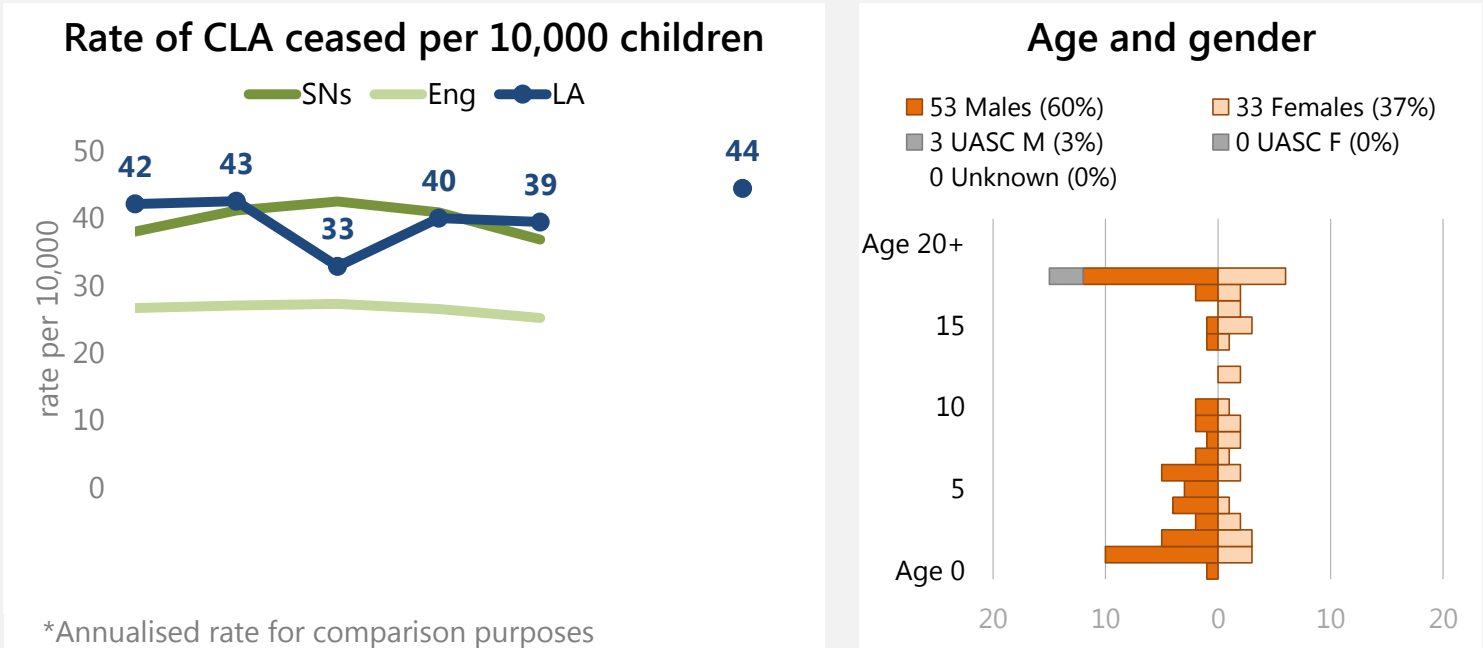 Rate of CLA ceased per 10,000 children
SNs Eng LA
rate per 10,000
50
40
30
20
10
0
42 43 33 40 39 44
*Annualised rate for comparison purposes
Age and gender
53 Males (60%) 33 Females (37%)
3 UASC M (3%) 0 UASC F (0%)
0 Unknown (0%)
Age 20+
15
10
5
Age 0
20 10 0 10 20